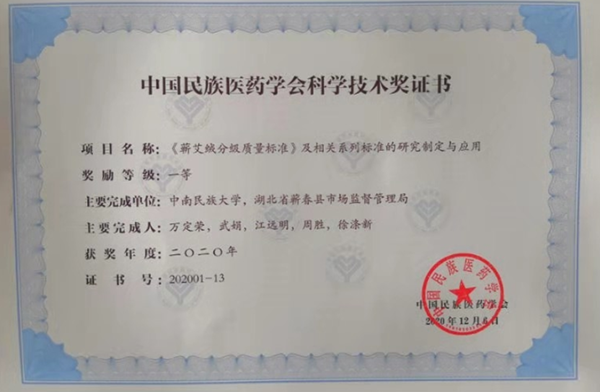 中国民族医药学会科学技术奖证书
项目名称：《蕲艾绒分级质量标准》及相关系列标准的研究制定与应用
奖励等级：一等
主要完成单位：中南民族大学，湖北省蕲春县市场监督管理局
主要完成人：万定荣，武娟，江远明，周胜，徐涤新
获奖年度：二〇二〇年
证书号：202001-13
中国民族医药学会
中国民族医药学会
2020年12月6日